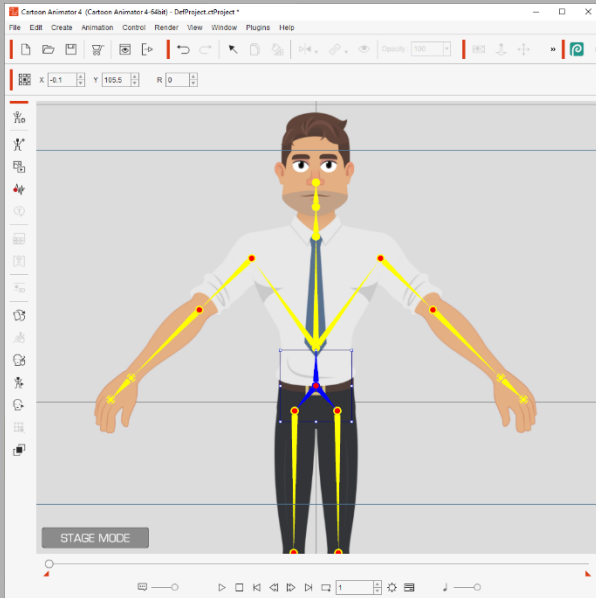 Cartoon Animator 4 (Cartoon Animator 4-64bit) - DefProject.ctProject *
File Edit Create Animation Control Render View Window Plugins Help
Opacity 100 »
X -0.1 Y 105.5 R 0
STAGE MODE
1